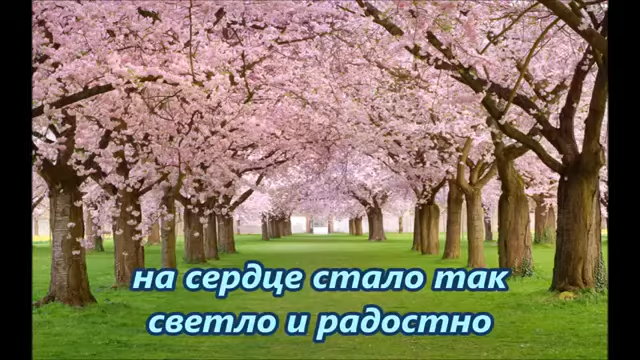 на сердце стало так
светло и радостно